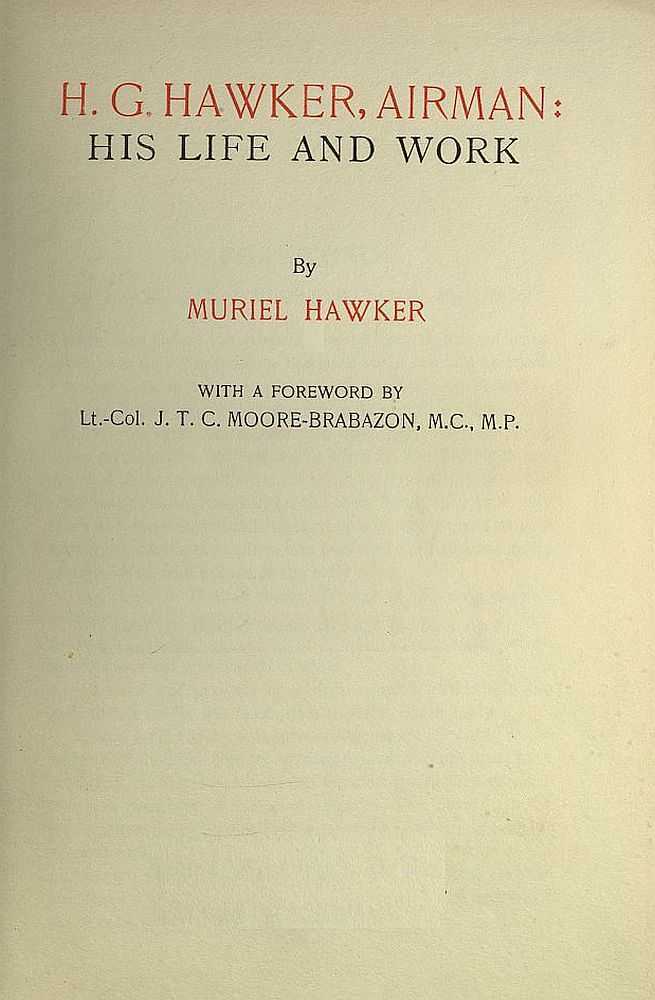 H. G. HAWKER, AIRMAN:
HIS LIFE AND WORK
By
MURIEL HAWKER
WITH A FOREWORD BY
Lt.-Col. J. T. C. MOORE-BRABAZON, M.C., M.P.